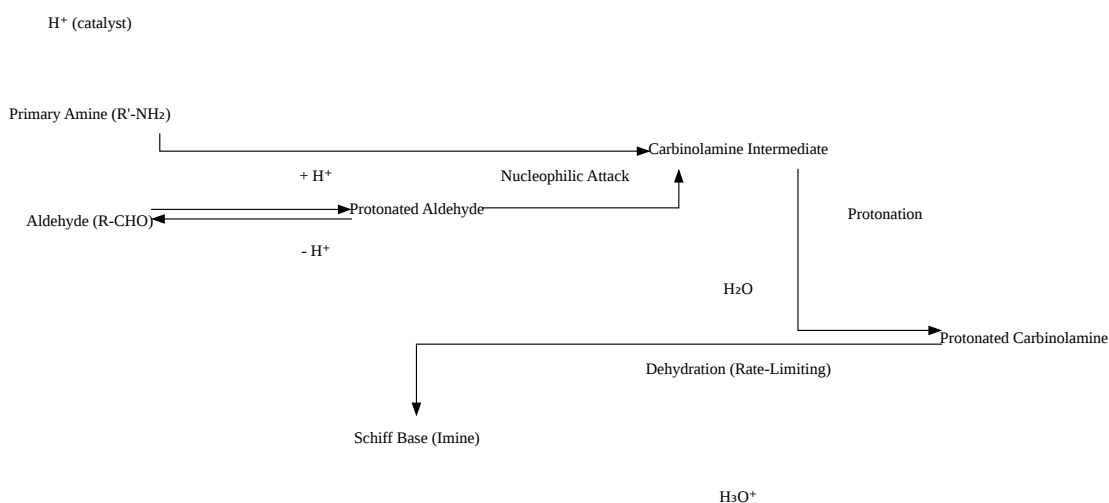 H⁺ (catalyst)
Primary Amine (R'-NH₂)
Carbinolamine Intermediate
+ H⁺
Nucleophilic Attack
Aldehyde (R-CHO)
Protonated Aldehyde
Protonation
- H⁺
H₂O
Protonated Carbinolamine
Dehydration (Rate-Limiting)
Schiff Base (Imine)
H₃O⁺